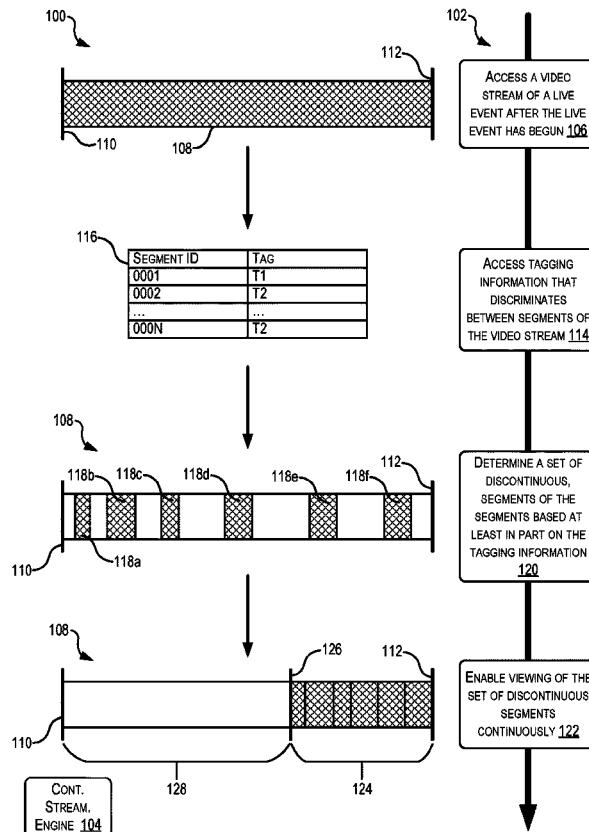 100
102
112
ACCESS A VIDEO
STREAM OF A LIVE
EVENT AFTER THE LIVE
EVENT HAS BEGUN 106
110
108
116
SEGMENT ID TAG
0001 T1
0002 T2
... ...
000N T2
ACCESS TAGGING
INFORMATION THAT
DISCRIMINATES
BETWEEN SEGMENTS OF
THE VIDEO STREAM 114
108
118b
118c
118d
118e
118f
112
118a
110
DETERMINE A SET OF
DISCONTINUOUS,
SEGMENTS OF THE
SEGMENTS BASED AT
LEAST IN PART ON THE
TAGGING INFORMATION
120
108
126
112
110
128
124
ENABLE VIEWING OF THE
SET OF DISCONTINUOUS
SEGMENTS
CONTINUOUSLY 122
CONT.
STREAM.
ENGINE 104